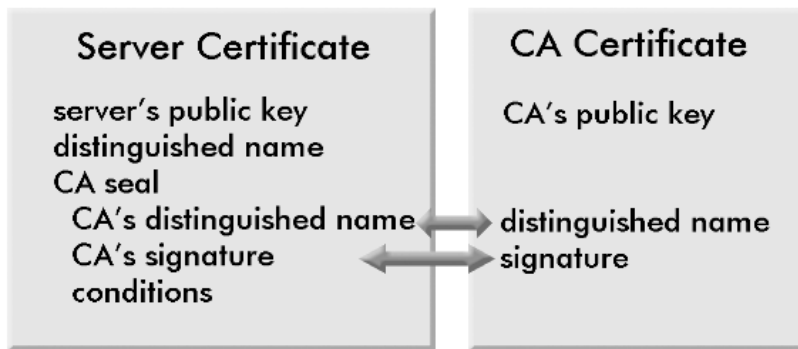 Server Certificate
server's public key
distinguished name
CA seal
CA's distinguished name
CA's signature
conditions
CA Certificate
CA's public key
distinguished name
signature